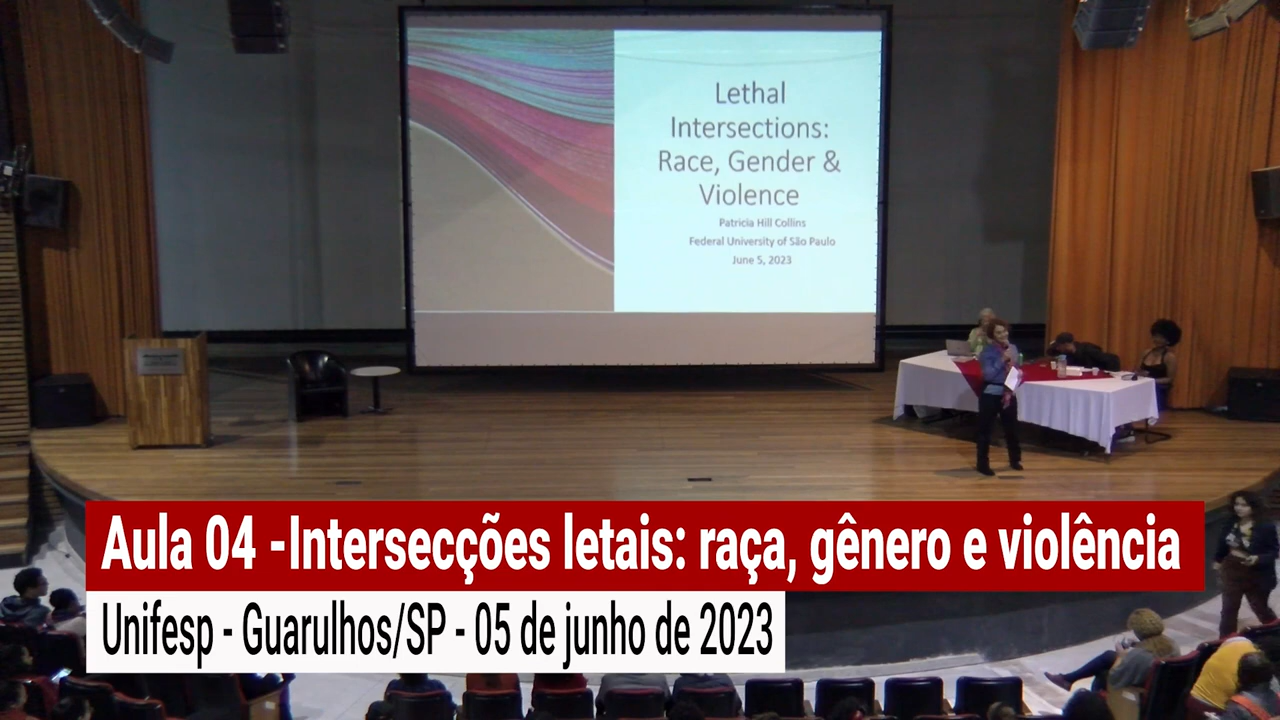 Lethal
Intersections:
Race, Gender &
Violence
Patricia Hill Collins
Federal University of São Paulo
June 5, 2023
Aula 04 -Intersecções letais: raça, gênero e violência
Unifesp - Guarulhos/SP - 05 de junho de 2023